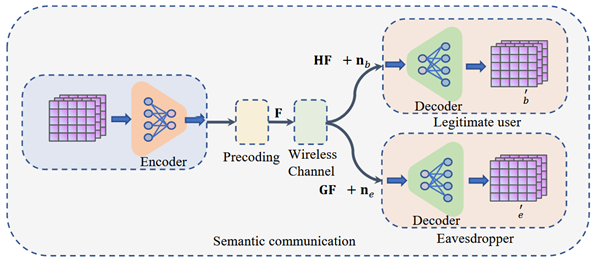 HF + n_b
Decoder
′
b
Legitimate user
Encoder
Precoding
F
Wireless
Channel
GF + n_e
Decoder
′
e
Eavesdropper
Semantic communication